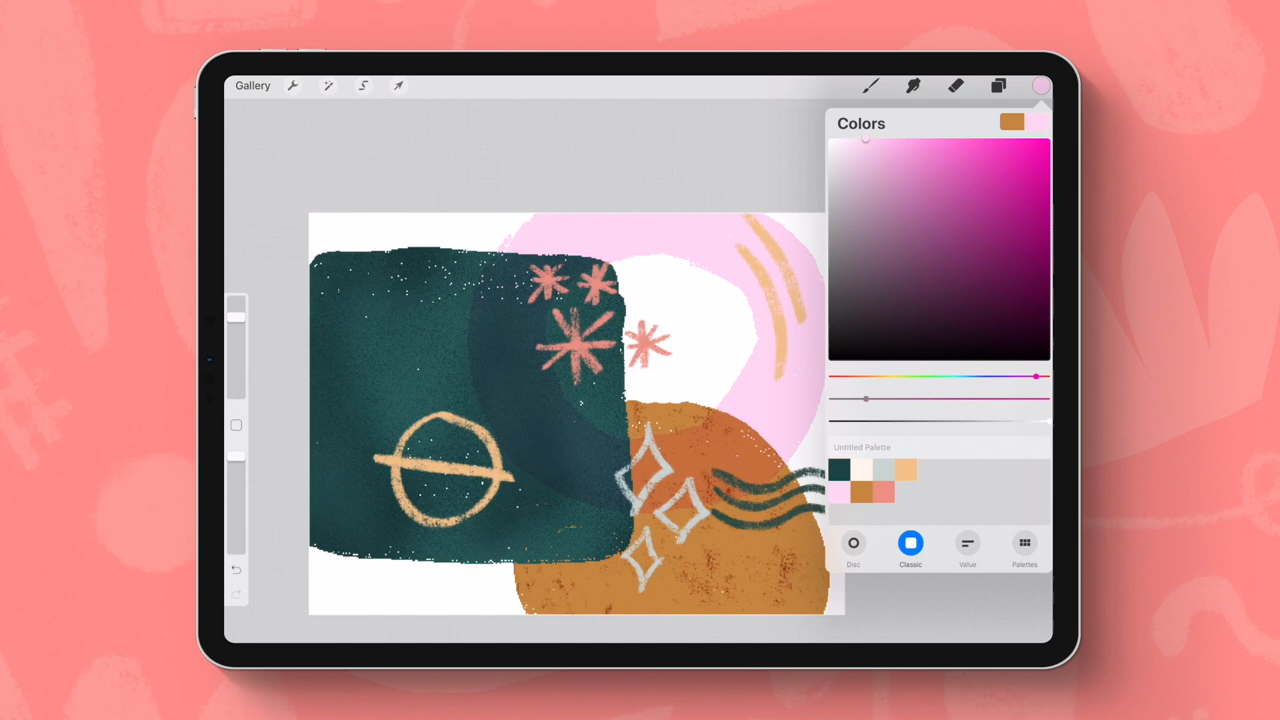 Gallery
Colors
Untitled Palette
Disc
Classic
Value
Palettes